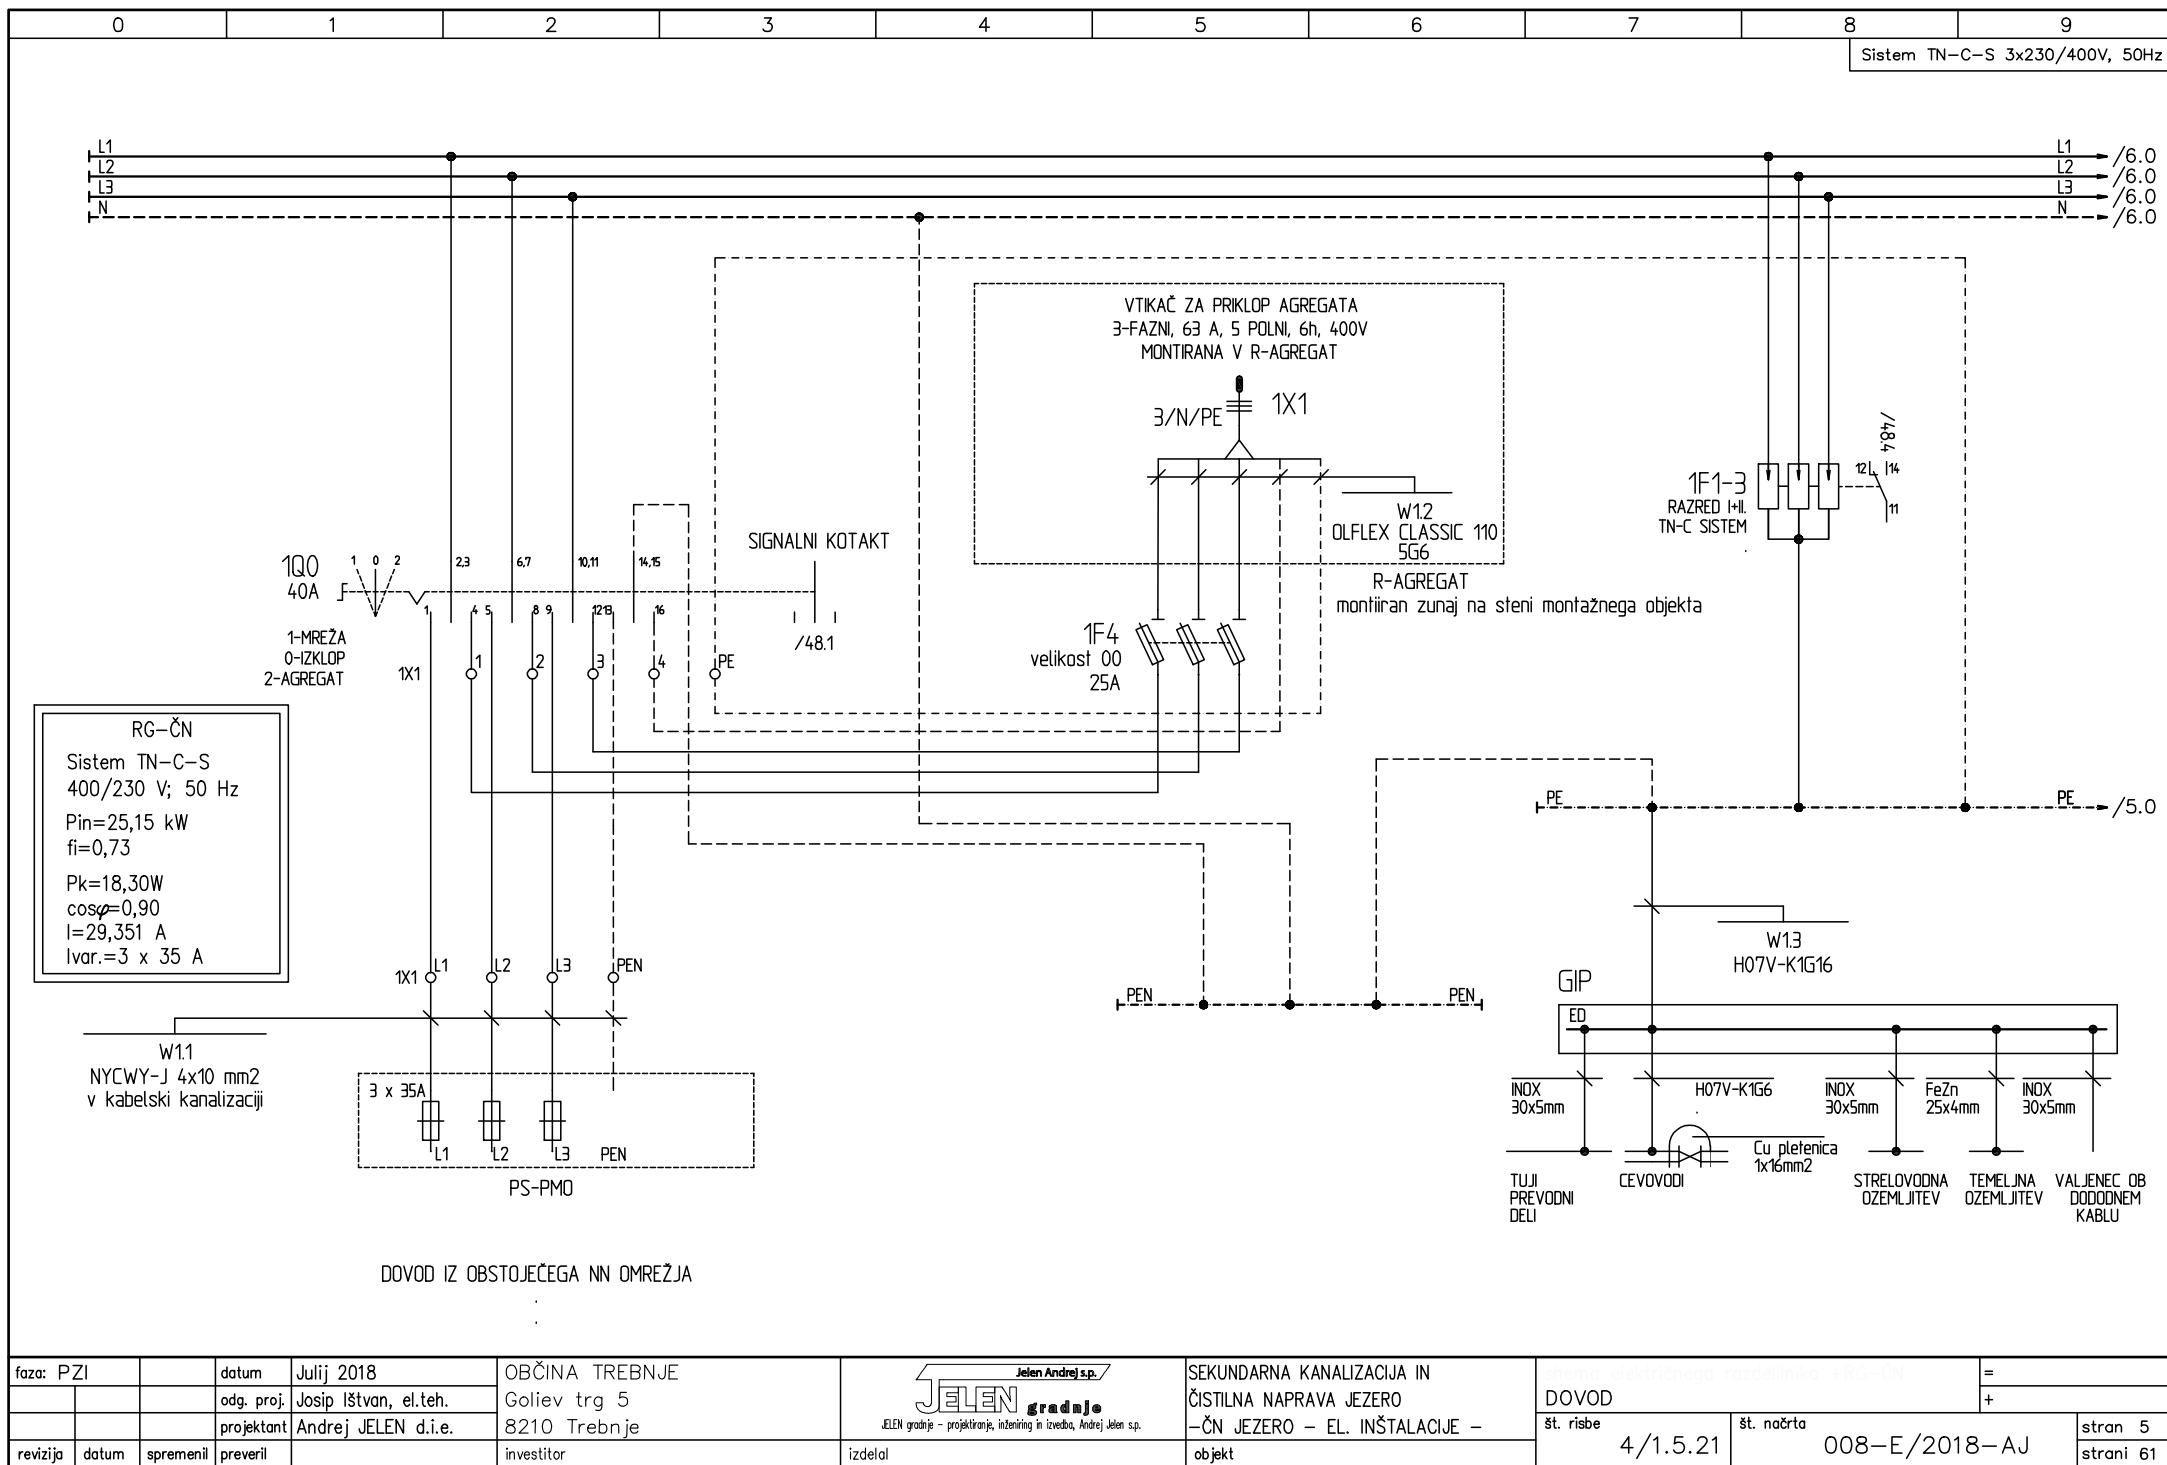 0 1 2 3 4 5 6 7 8 9
Sistem TN-C-S 3x230/400V, 50Hz
L1 L1 /6.0
L2 L2 /6.0
L3 L3 /6.0
N N /6.0
VTIKAČ ZA PRIKLOP AGREGATA
3-FAZNI, 63 A, 5 POLNI, 6h, 400V
MONTIRANA V R-AGREGAT
3/N/PE 1X1
W1.2
OLFLEX CLASSIC 110
5G6
R-AGREGAT
montiiran zunaj na steni montažnega objekta
/48.4
12 14
11
1F1-3
RAZRED I+II.
TN-C SISTEM
SIGNALNI KOTAKT
/48.1
1Q0
40A
1 0 2
2,3 6,7 10,11 14,15
1 4 5 8 9 12 13 16
1-MREŽA
0-IZKLOP
2-AGREGAT
1X1 1 2 3 4 PE
1F4
velikost 00
25A
RG-ČN
Sistem TN-C-S
400/230 V; 50 Hz
Pin=25,15 kW
fi=0,73
Pk=18,30W
cosφ=0,90
I=29,351 A
Ivar.=3 x 35 A
PE PE /5.0
1X1 L1 L2 L3 PEN
W1.1
NYCWY-J 4x10 mm2
v kabelski kanalizaciji
3 x 35A
L1 L2 L3 PEN
PS-PMO
DOVOD IZ OBSTOJEČEGA NN OMREŽJA
PEN PEN
W1.3
H07V-K1G16
GIP
ED
INOX
30x5mm
H07V-K1G6
INOX
30x5mm
FeZn
25x4mm
INOX
30x5mm
Cu pletenica
1x16mm2
TUJI
PREVODNI
DELI
CEVOVODI
STRELOVODNA
OZEMLJITEV
TEMELJNA
OZEMLJITEV
VALJENEC OB
DODODNEM
KABLU
faza: PZI
datum Julij 2018
odg. proj. Josip Ištvan, el.teh.
projektant Andrej JELEN d.i.e.
revizija datum spremenil preveril
OBČINA TREBNJE
Goliev trg 5
8210 Trebnje
investitor
Jelen Andrej s.p.
JELEN gradnje
JELEN gradnje - projektiranje, inženiring in izvedba, Andrej Jelen s.p.
izdelal
SEKUNDARNA KANALIZACIJA IN
ČISTILNA NAPRAVA JEZERO
-ČN JEZERO - EL. INŠTALACIJE -
objekt
shema električnega razdelilnika +RG-ČN
DOVOD
=
+
št. risbe
4/1.5.21
št. načrta
008-E/2018-AJ
stran 5
strani 61